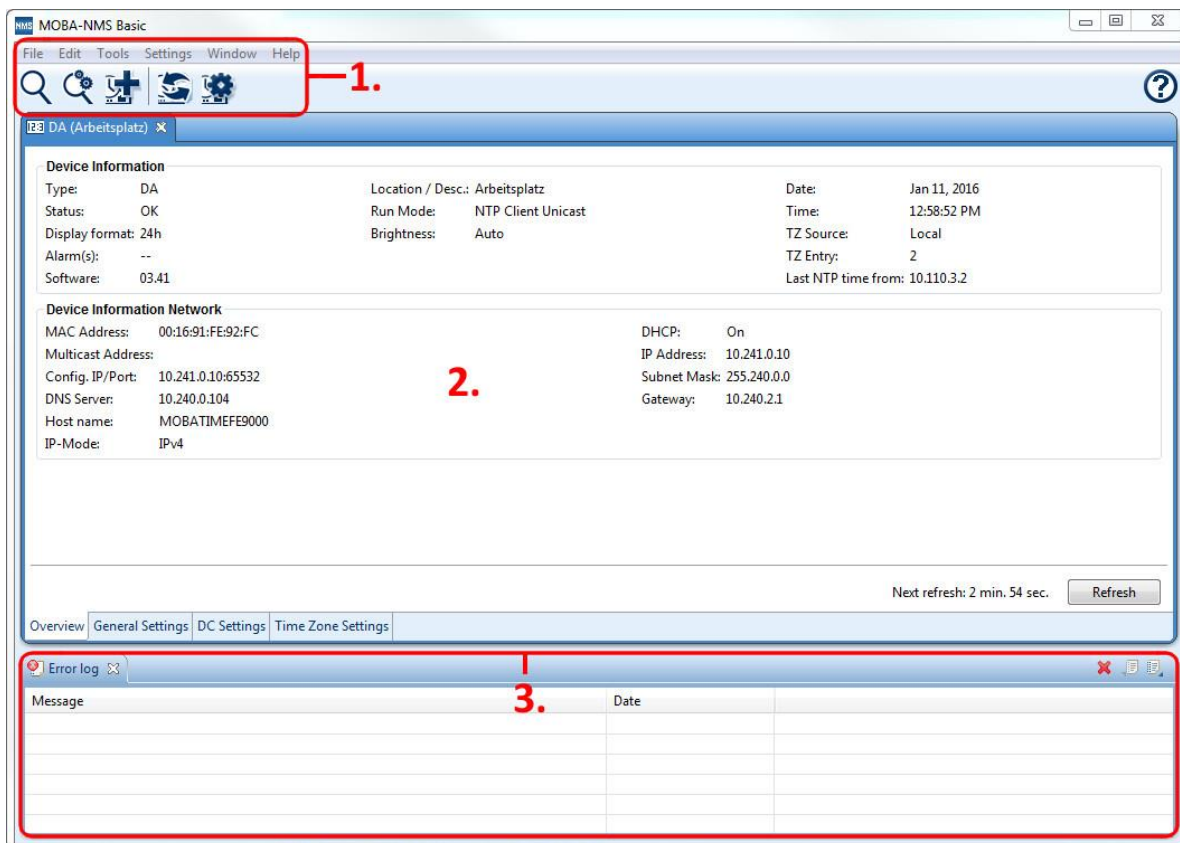 NMS MOBA-NMS Basic
File Edit Tools Settings Window Help
1.
?
123 DA (Arbeitsplatz)
Device Information
Type: DA Location / Desc.: Arbeitsplatz Date: Jan 11, 2016
Status: OK Run Mode: NTP Client Unicast Time: 12:58:52 PM
Display format: 24h Brightness: Auto TZ Source: Local
Alarm(s): -- TZ Entry: 2
Software: 03.41 Last NTP time from: 10.110.3.2
Device Information Network
MAC Address: 00:16:91:FE:92:FC DHCP: On
Multicast Address: IP Address: 10.241.0.10
Config. IP/Port: 10.241.0.10:65532 Subnet Mask: 255.240.0.0
DNS Server: 10.240.0.104 Gateway: 10.240.2.1
Host name: MOBATIMEFE9000
IP-Mode: IPv4
2.
Next refresh: 2 min. 54 sec. Refresh
Overview General Settings DC Settings Time Zone Settings
Error log
3.
Message Date